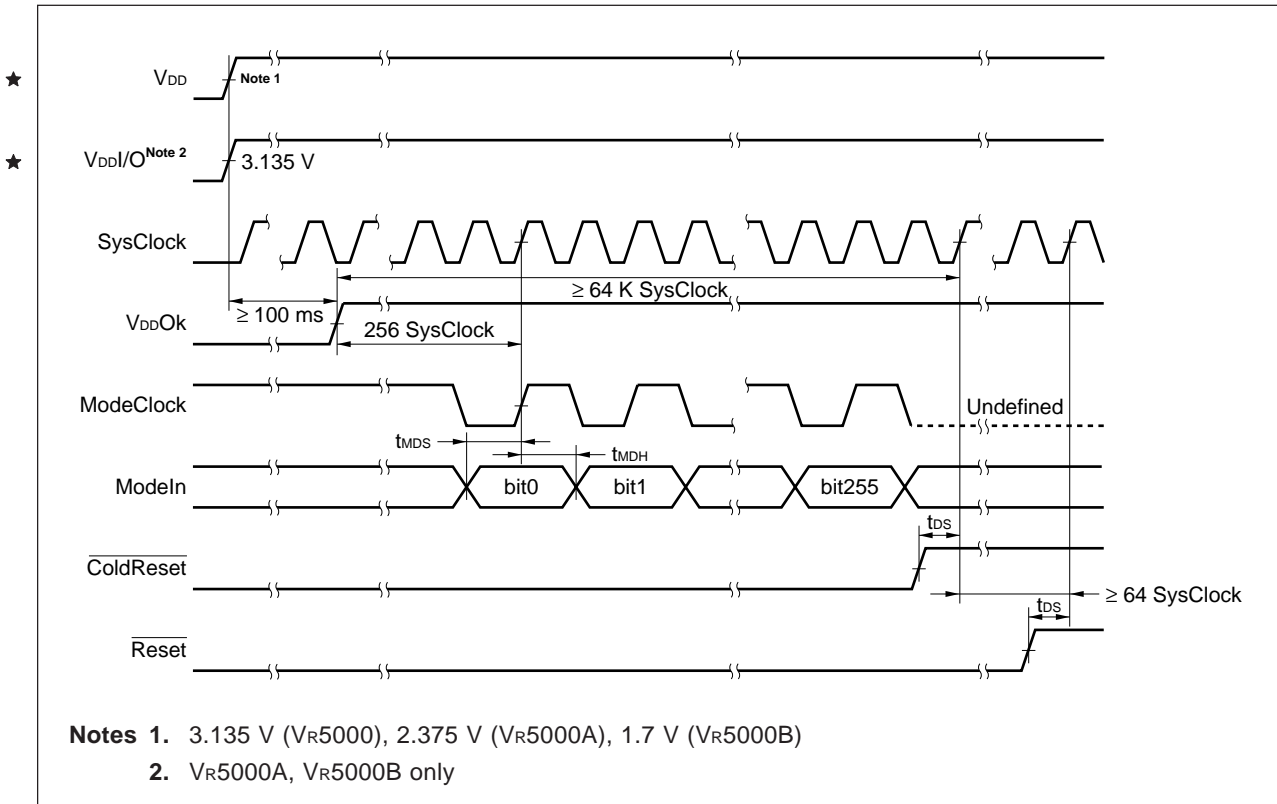 ★ VDD Note 1
★ VDDI/O Note 2 3.135 V
SysClock
≥ 64 K SysClock
≥ 100 ms
VDDOk
256 SysClock
ModeClock
Undefined
tMDS
tMDH
ModeIn
bit0 bit1 bit255
tDS
ColdReset
≥ 64 SysClock
tDS
Reset
Notes 1. 3.135 V (VR5000), 2.375 V (VR5000A), 1.7 V (VR5000B)
2. VR5000A, VR5000B only